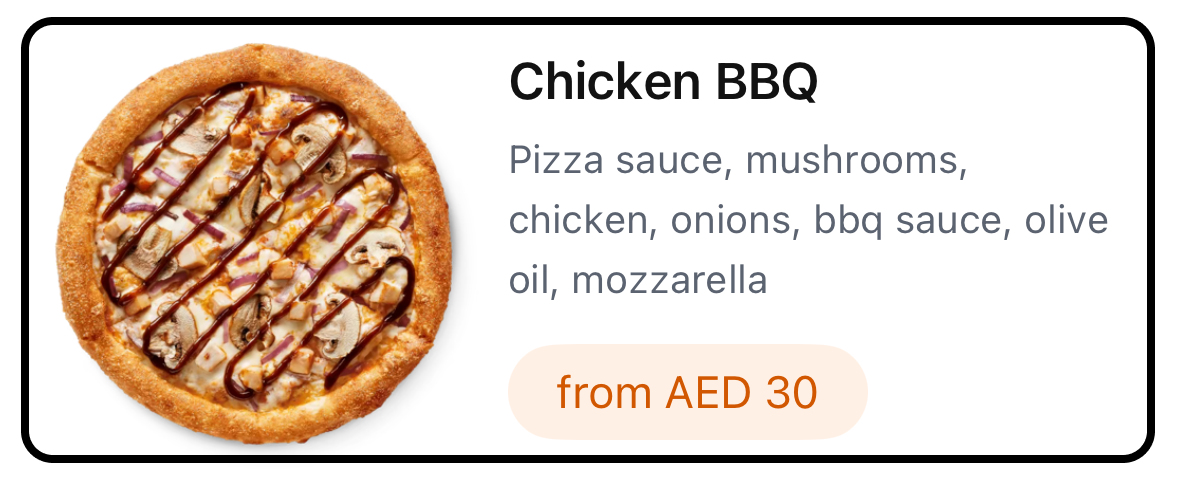 Chicken BBQ
Pizza sauce, mushrooms,
chicken, onions, bbq sauce, olive
oil, mozzarella
from AED 30